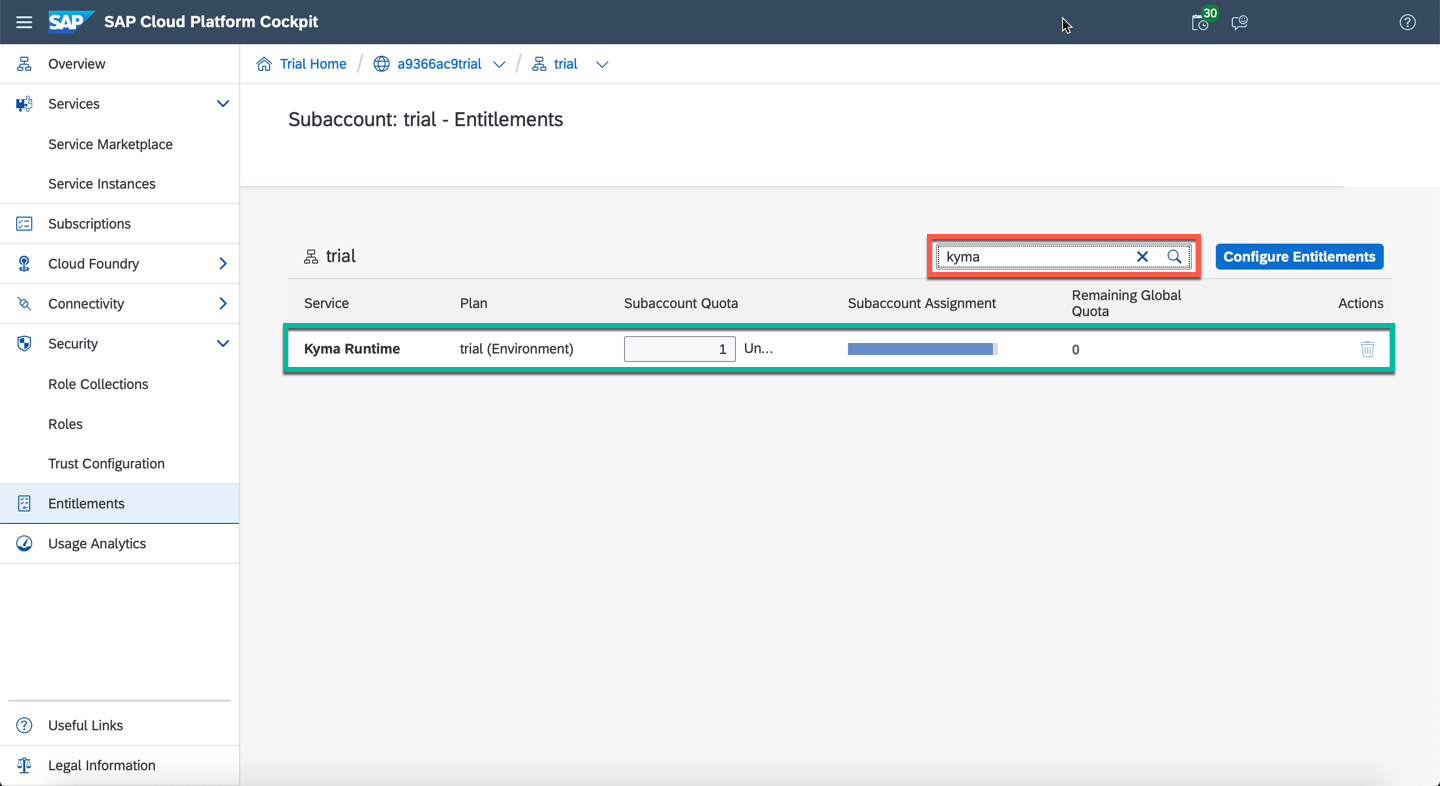 SAP SAP Cloud Platform Cockpit 30
Overview
Services
Service Marketplace
Service Instances
Subscriptions
Cloud Foundry
Connectivity
Security
Role Collections
Roles
Trust Configuration
Entitlements
Usage Analytics
Useful Links
Legal Information
Trial Home / a9366ac9trial / trial
Subaccount: trial - Entitlements
trial
kyma
Configure Entitlements
Service Plan Subaccount Quota Subaccount Assignment Remaining Global Quota Actions
Kyma Runtime trial (Environment) 1 Un... 0